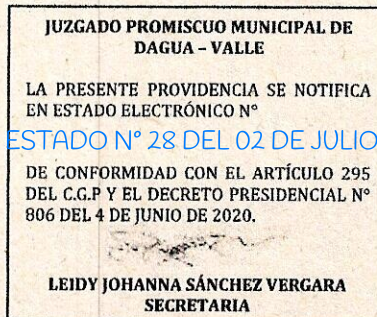 JUZGADO PROMISCUO MUNICIPAL DE
DAGUA – VALLE
LA PRESENTE PROVIDENCIA SE NOTIFICA
EN ESTADO ELECTRÓNICO N°
ESTADO N° 28 DEL 02 DE JULIO
DE CONFORMIDAD CON EL ARTÍCULO 295
DEL C.G.P Y EL DECRETO PRESIDENCIAL N°
806 DEL 4 DE JUNIO DE 2020.
LEIDY JOHANNA SÁNCHEZ VERGARA
SECRETARIA